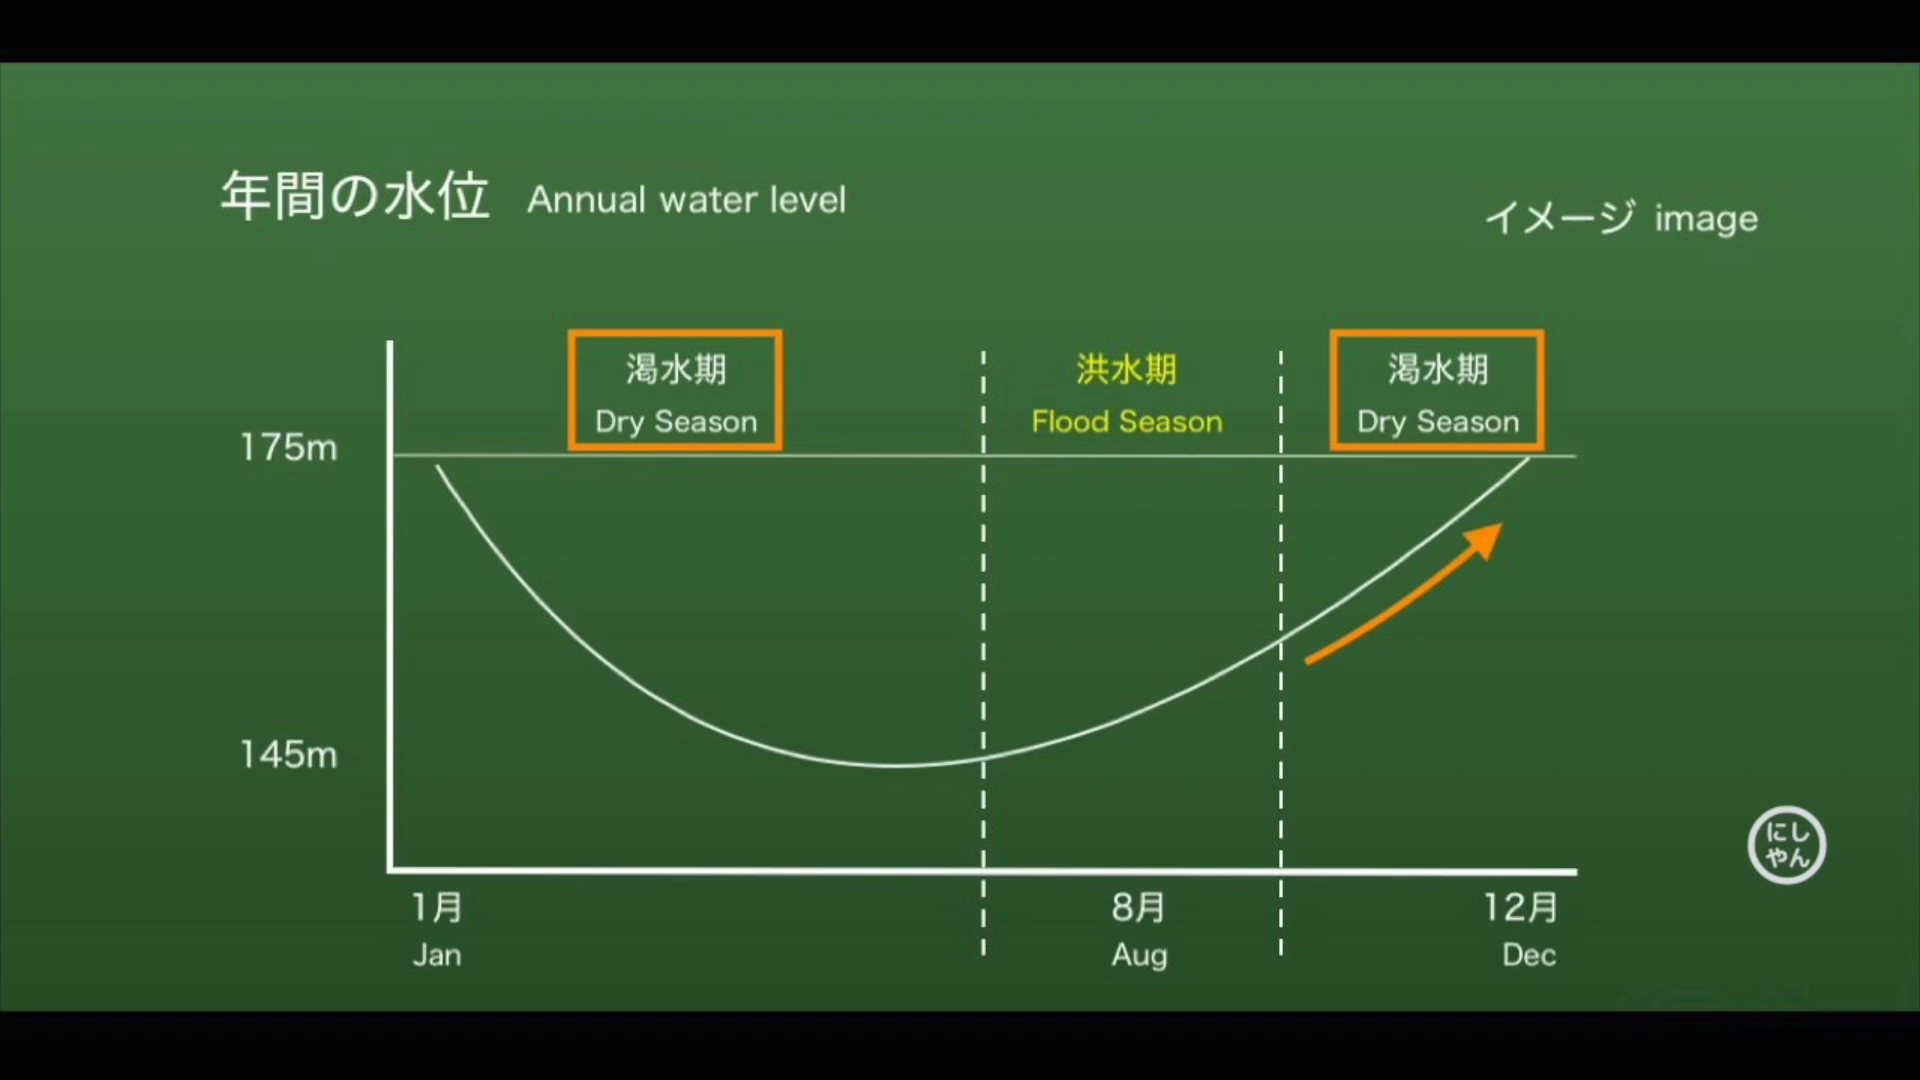 年間の水位 Annual water level
イメージ image
渇水期
Dry Season
洪水期
Flood Season
渇水期
Dry Season
175m
145m
1月
Jan
8月
Aug
12月
Dec
にし
やん